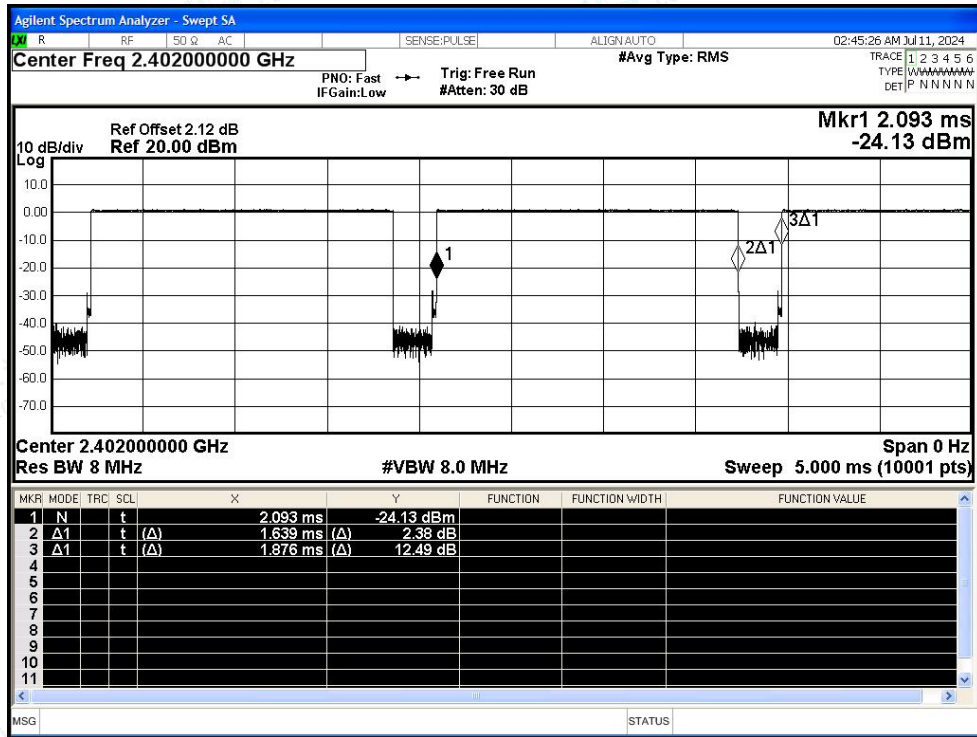 Agilent Spectrum Analyzer - Swept SA
LXI R RF 50 Ω AC SENSE:PULSE ALIGN AUTO 02:45:26 AM Jul 11, 2024
Center Freq 2.402000000 GHz
PNO: Fast
IFGain:Low
Trig: Free Run
#Atten: 30 dB
#Avg Type: RMS
TRACE 1 2 3 4 5 6
TYPE
DET P N N N N N
Mkr1 2.093 ms
-24.13 dBm
Ref Offset 2.12 dB
10 dB/div Ref 20.00 dBm
Log
10.0
0.00
-10.0
-20.0
-30.0
-40.0
-50.0
-60.0
-70.0
1
2Δ1
3Δ1
Center 2.402000000 GHz Span 0 Hz
Res BW 8 MHz #VBW 8.0 MHz Sweep 5.000 ms (10001 pts)
MKR MODE TRC SCL X Y FUNCTION FUNCTION WIDTH FUNCTION VALUE
1 N t 2.093 ms -24.13 dBm
2 Δ1 t (Δ) 1.639 ms (Δ) 2.38 dB
3 Δ1 t (Δ) 1.876 ms (Δ) 12.49 dB
4
5
6
7
8
9
10
11
MSG STATUS